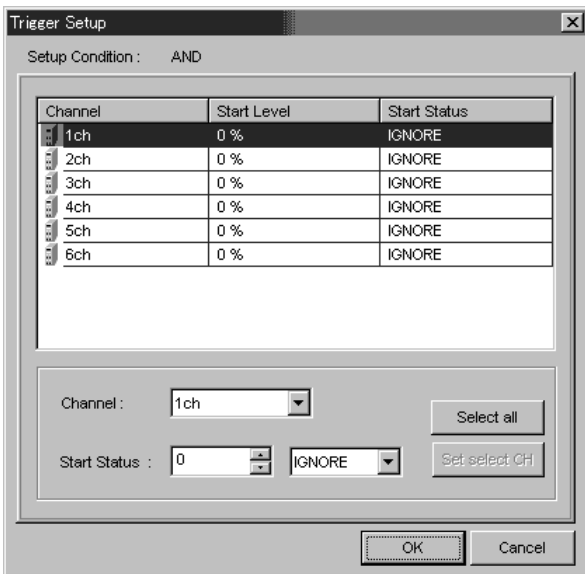 Trigger Setup
Setup Condition : AND
Channel Start Level Start Status
1ch 0 % IGNORE
2ch 0 % IGNORE
3ch 0 % IGNORE
4ch 0 % IGNORE
5ch 0 % IGNORE
6ch 0 % IGNORE
Channel : 1ch
Select all
Start Status : 0 IGNORE Set select CH
OK Cancel